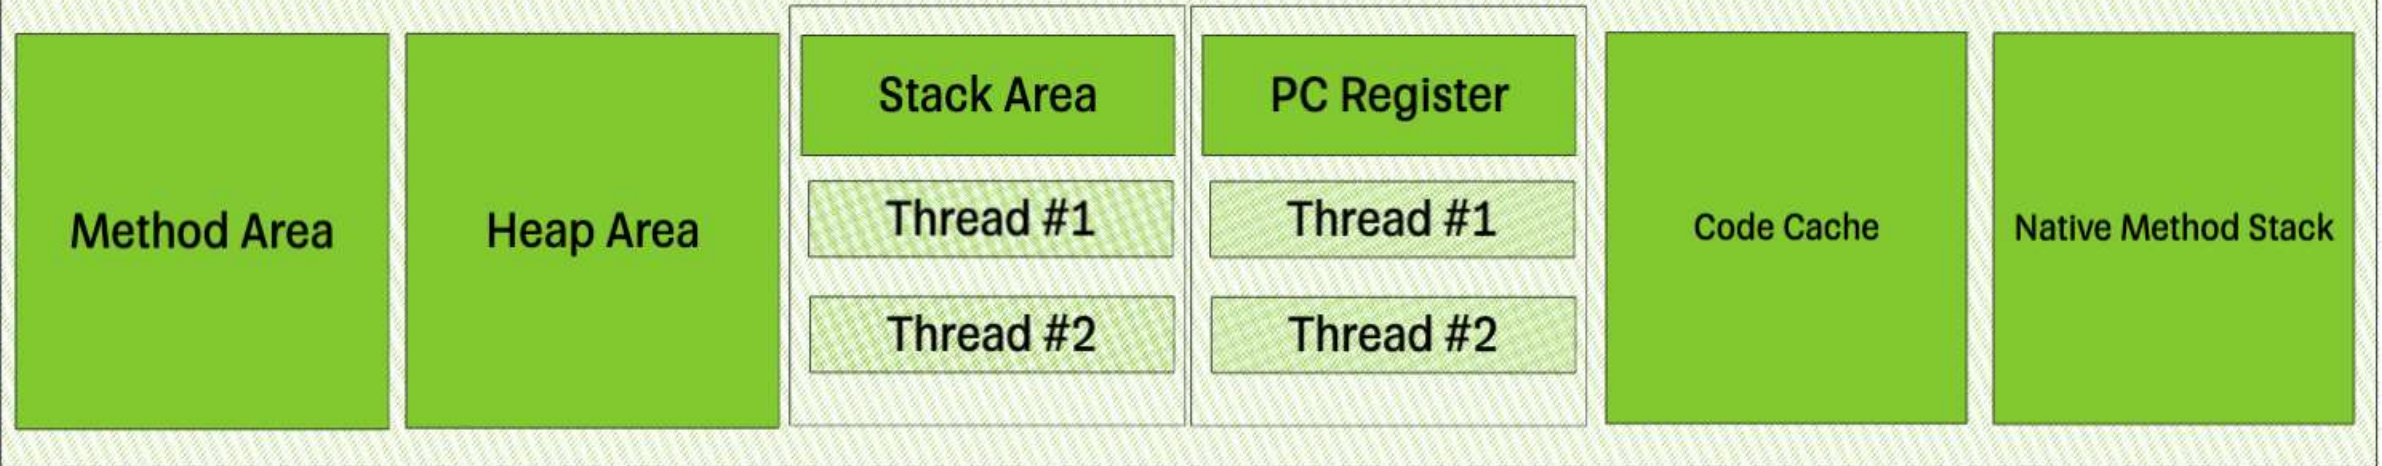 Method Area
Heap Area
Stack Area
Thread #1
Thread #2
PC Register
Thread #1
Thread #2
Code Cache
Native Method Stack